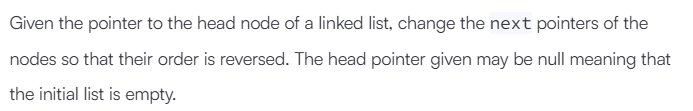 Given the pointer to the head node of a linked list, change the next pointers of the
nodes so that their order is reversed. The head pointer given may be null meaning that
the initial list is empty.